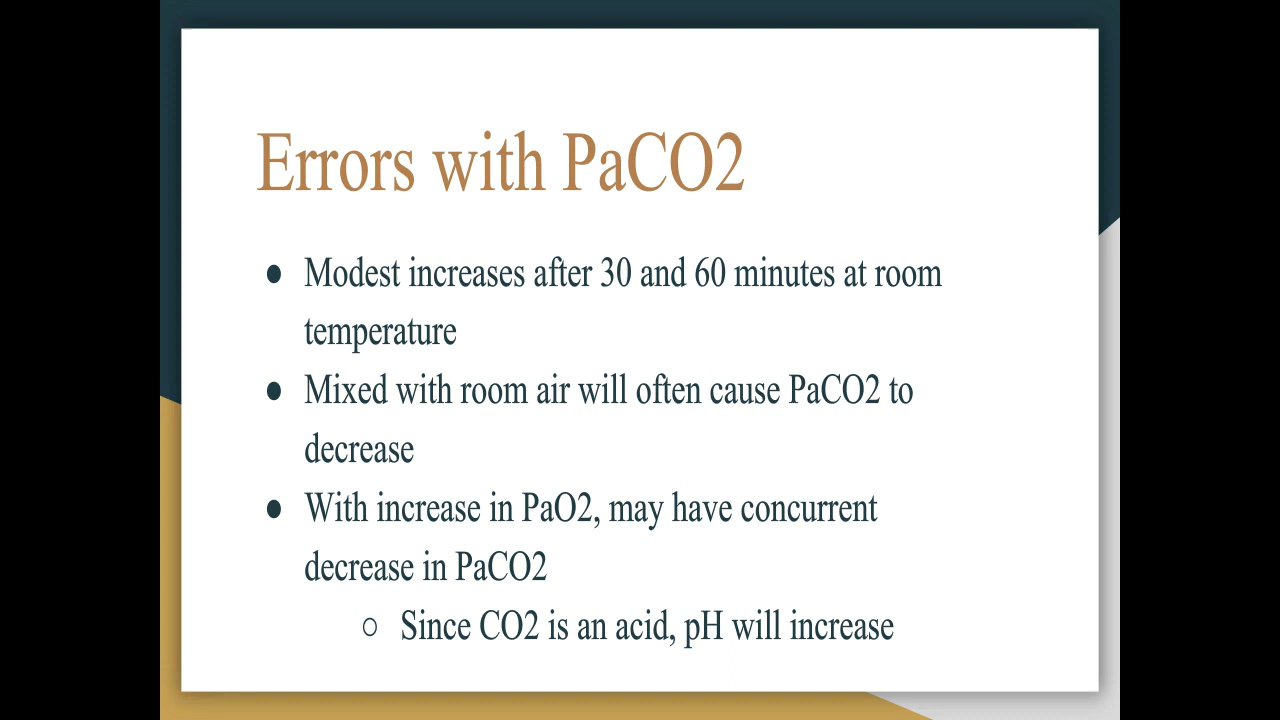 Errors with PaCO2
● Modest increases after 30 and 60 minutes at room
temperature
● Mixed with room air will often cause PaCO2 to
decrease
● With increase in PaO2, may have concurrent
decrease in PaCO2
○ Since CO2 is an acid, pH will increase